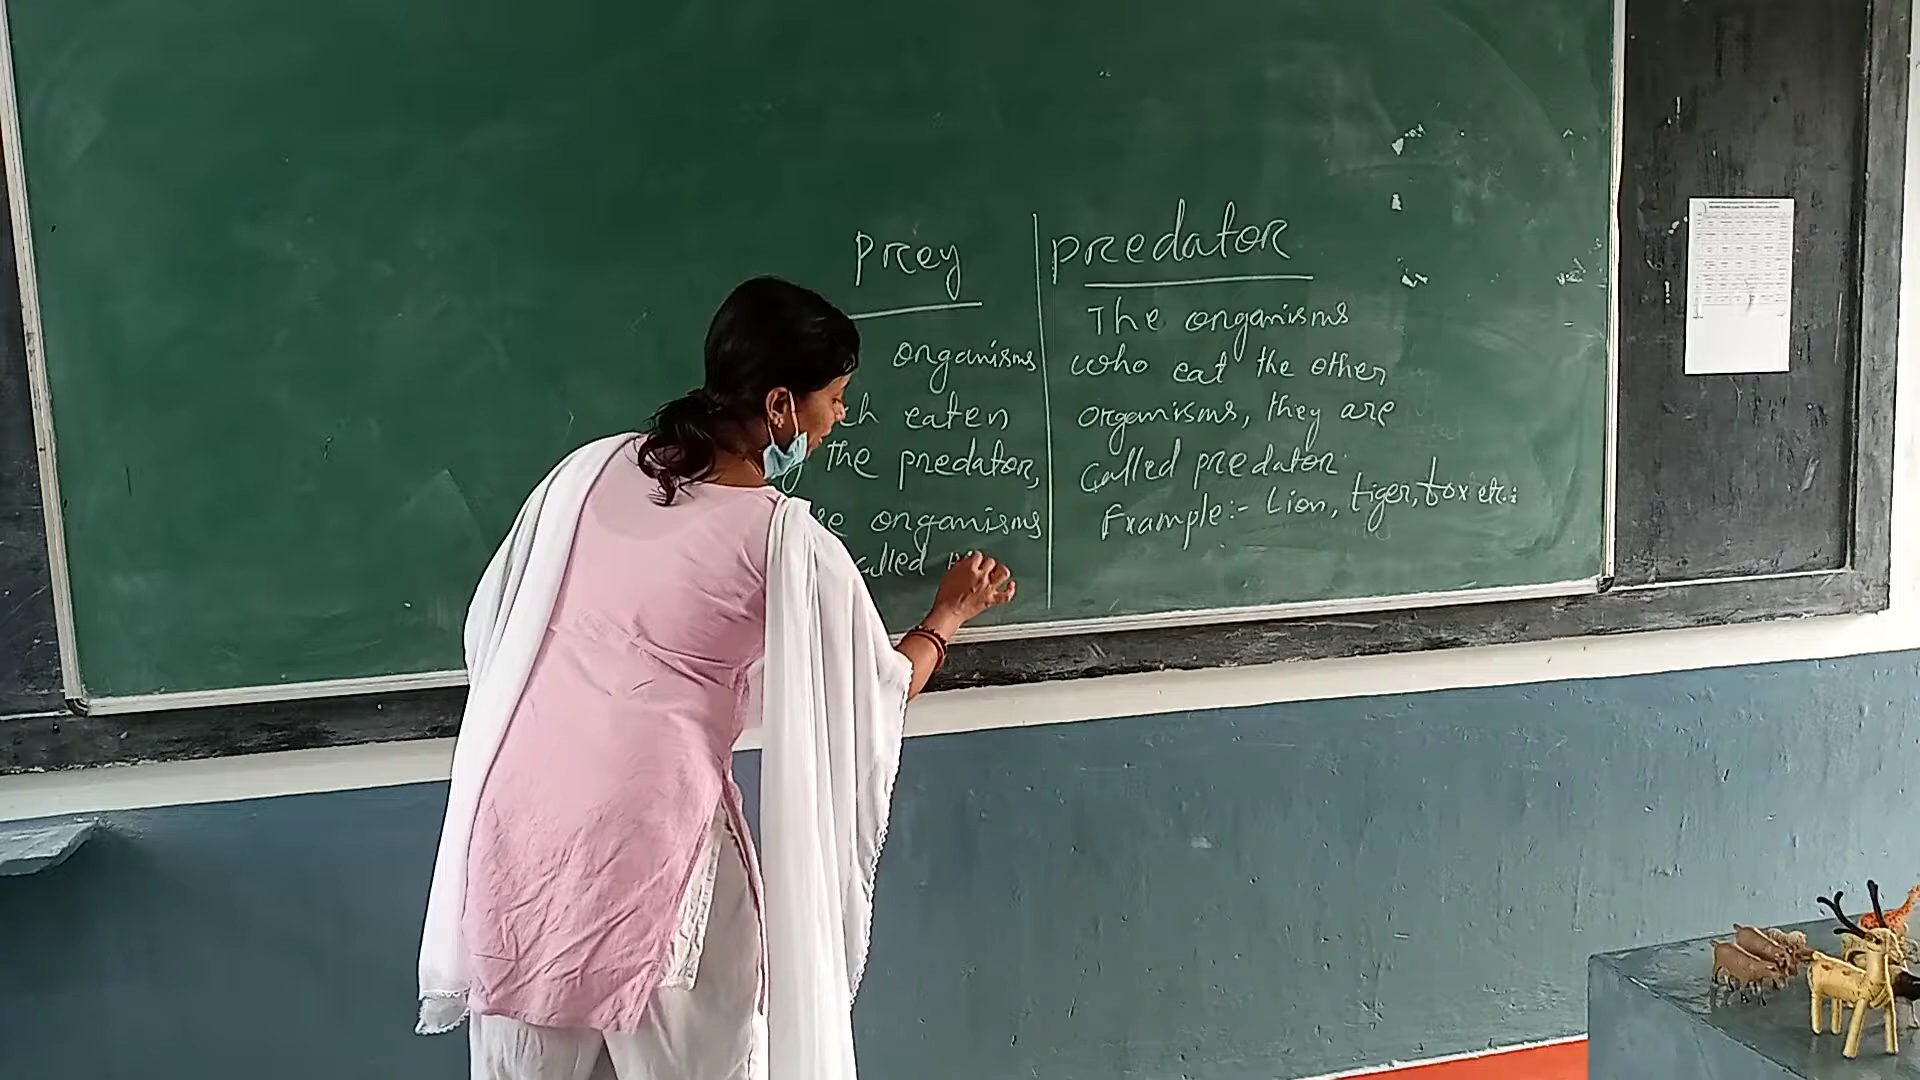 Prey
organisms
eaten
the predator,
organisms
called
predator
The organisms
who eat the other
organisms, they are
called predator.
Example:- Lion, tiger, fox etc.: